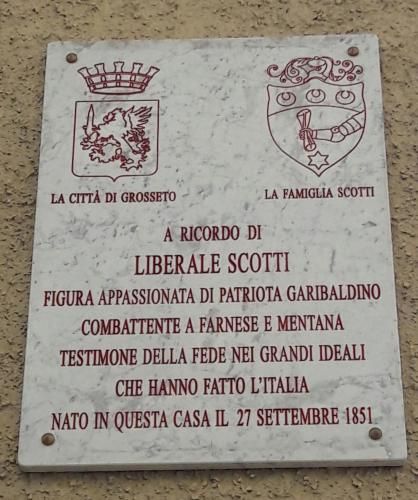 LA CITTÀ DI GROSSETO
LA FAMIGLIA SCOTTI
A RICORDO DI
LIBERALE SCOTTI
FIGURA APPASSIONATA DI PATRIOTA GARIBALDINO
COMBATTENTE A FARNESE E MENTANA
TESTIMONE DELLA FEDE NEI GRANDI IDEALI
CHE HANNO FATTO L'ITALIA
NATO IN QUESTA CASA IL 27 SETTEMBRE 1851